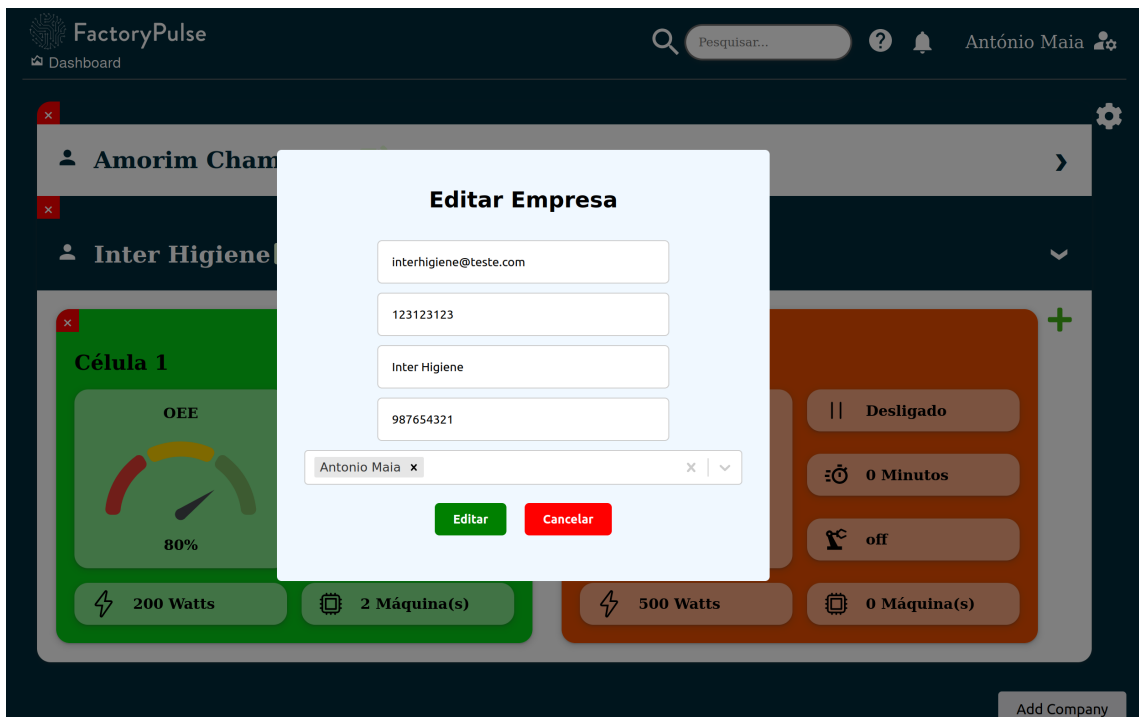 FactoryPulse
Dashboard
Pesquisar...
António Maia
Amorim Cham
Inter Higiene
Editar Empresa
interhigiene@teste.com
123123123
Inter Higiene
987654321
Antonio Maia
Editar
Cancelar
Célula 1
OEE
80%
200 Watts
2 Máquina(s)
Desligado
0 Minutos
off
500 Watts
0 Máquina(s)
Add Company